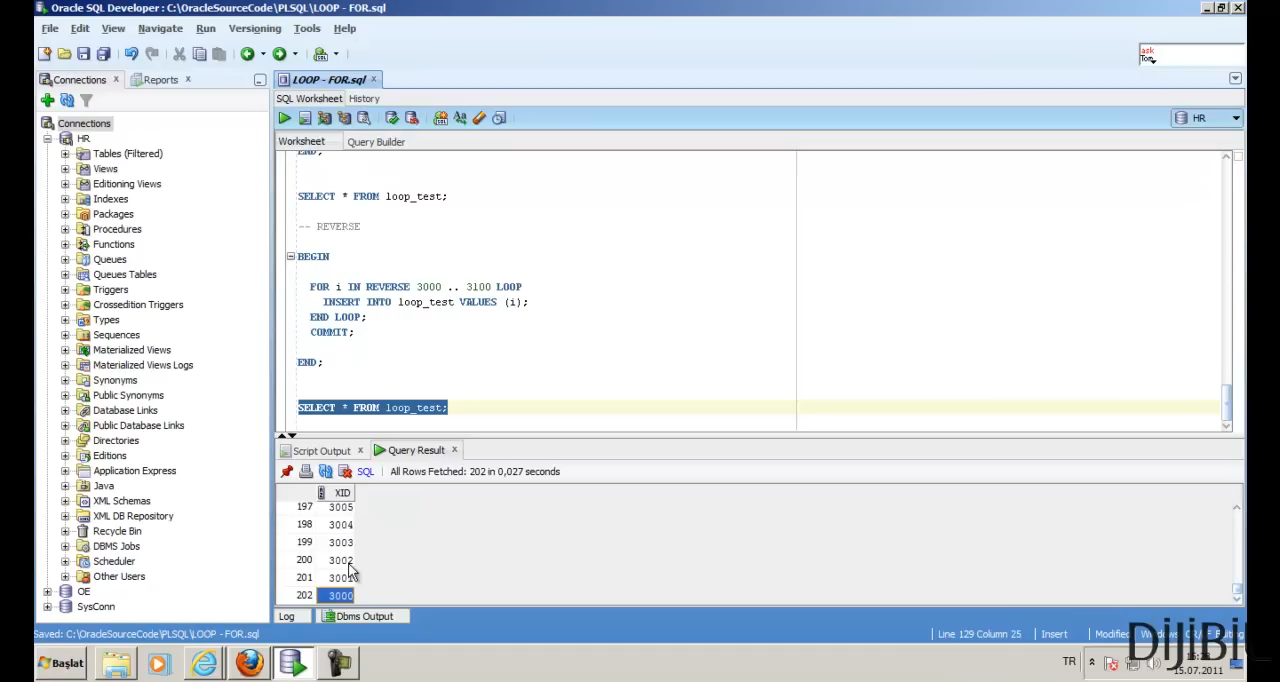 Oracle SQL Developer : C:\OracleSourceCode\PLSQL\LOOP - FOR.sql
File Edit View Navigate Run Versioning Tools Help
ask
Tom
Connections
Reports
LOOP - FOR.sql
SQL Worksheet History
HR
Worksheet Query Builder
Connections
HR
Tables (Filtered)
Views
Editioning Views
Indexes
Packages
Procedures
Functions
Queues
Queues Tables
Triggers
Crossedition Triggers
Types
Sequences
Materialized Views
Materialized Views Logs
Synonyms
Public Synonyms
Database Links
Public Database Links
Directories
Editions
Application Express
Java
XML Schemas
XML DB Repository
Recycle Bin
DBMS Jobs
Scheduler
Other Users
OE
SysConn
END;
SELECT * FROM loop_test;
-- REVERSE
BEGIN
FOR i IN REVERSE 3000 .. 3100 LOOP
INSERT INTO loop_test VALUES (i);
END LOOP;
COMMIT;
END;
SELECT * FROM loop_test;
Script Output Query Result
SQL All Rows Fetched: 202 in 0,027 seconds
XID
197 3005
198 3004
199 3003
200 3002
201 3001
202 3000
Log Dbms Output
Saved: C:\OracleSourceCode\PLSQL\LOOP - FOR.sql
Line 129 Column 25 Insert
Başlat
TR
15.07.2011